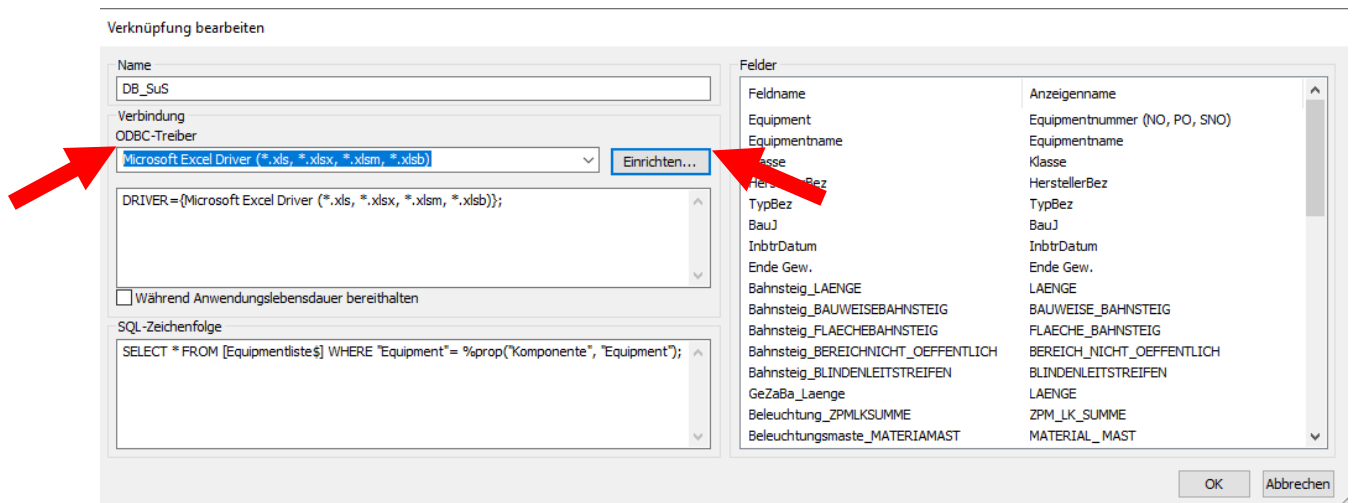 Verknüpfung bearbeiten
Name
DB_SuS
Verbindung
ODBC-Treiber
Microsoft Excel Driver (*.xls, *.xlsx, *.xlsm, *.xlsb)
Einrichten...
DRIVER={Microsoft Excel Driver (*.xls, *.xlsx, *.xlsm, *.xlsb)};
Während Anwendungslebensdauer bereithalten
SQL-Zeichenfolge
SELECT * FROM [Equipmentliste$] WHERE "Equipment"= %prop("Komponente", "Equipment");
Felder
Feldname Anzeigenname
Equipment Equipmentnummer (NO, PO, SNO)
Equipmentname Equipmentname
Klasse Klasse
HerstellerBez HerstellerBez
TypBez TypBez
BauJ BauJ
InbtrDatum InbtrDatum
Ende Gew. Ende Gew.
Bahnsteig_LAENGE LAENGE
Bahnsteig_BAUWEISEBAHNSTEIG BAUWEISE_BAHNSTEIG
Bahnsteig_FLAECHEBAHNSTEIG FLAECHE_BAHNSTEIG
Bahnsteig_BEREICHNICHT_OEFFENTLICH BEREICH_NICHT_OEFFENTLICH
Bahnsteig_BLINDENLEITSTREIFEN BLINDENLEITSTREIFEN
GeZaBa_Laenge LAENGE
Beleuchtung_ZPMLKSUMME ZPM_LK_SUMME
Beleuchtungsmaste_MATERIAMAST MATERIAL_MAST
OK Abbrechen